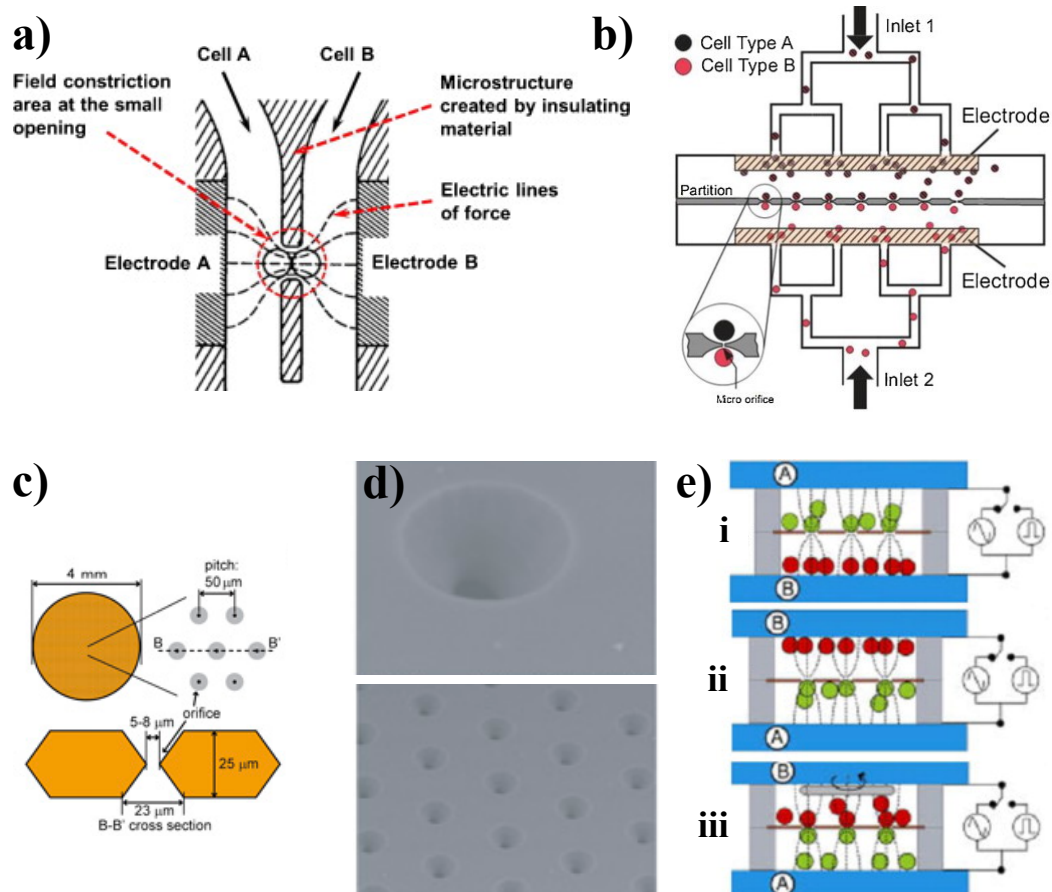 a)
Cell A
Cell B
Field constriction
area at the small
opening
Microstructure
created by insulating
material
Electric lines
of force
Electrode A
Electrode B
b)
Cell Type A
Cell Type B
Inlet 1
Electrode
Partition
Electrode
Micro orifice
Inlet 2
c)
4 mm
pitch:
50 μm
B
B'
orifice
5-8 μm
25 μm
23 μm
B-B' cross section
d)
e)
A
i
B
B
ii
A
B
iii
A